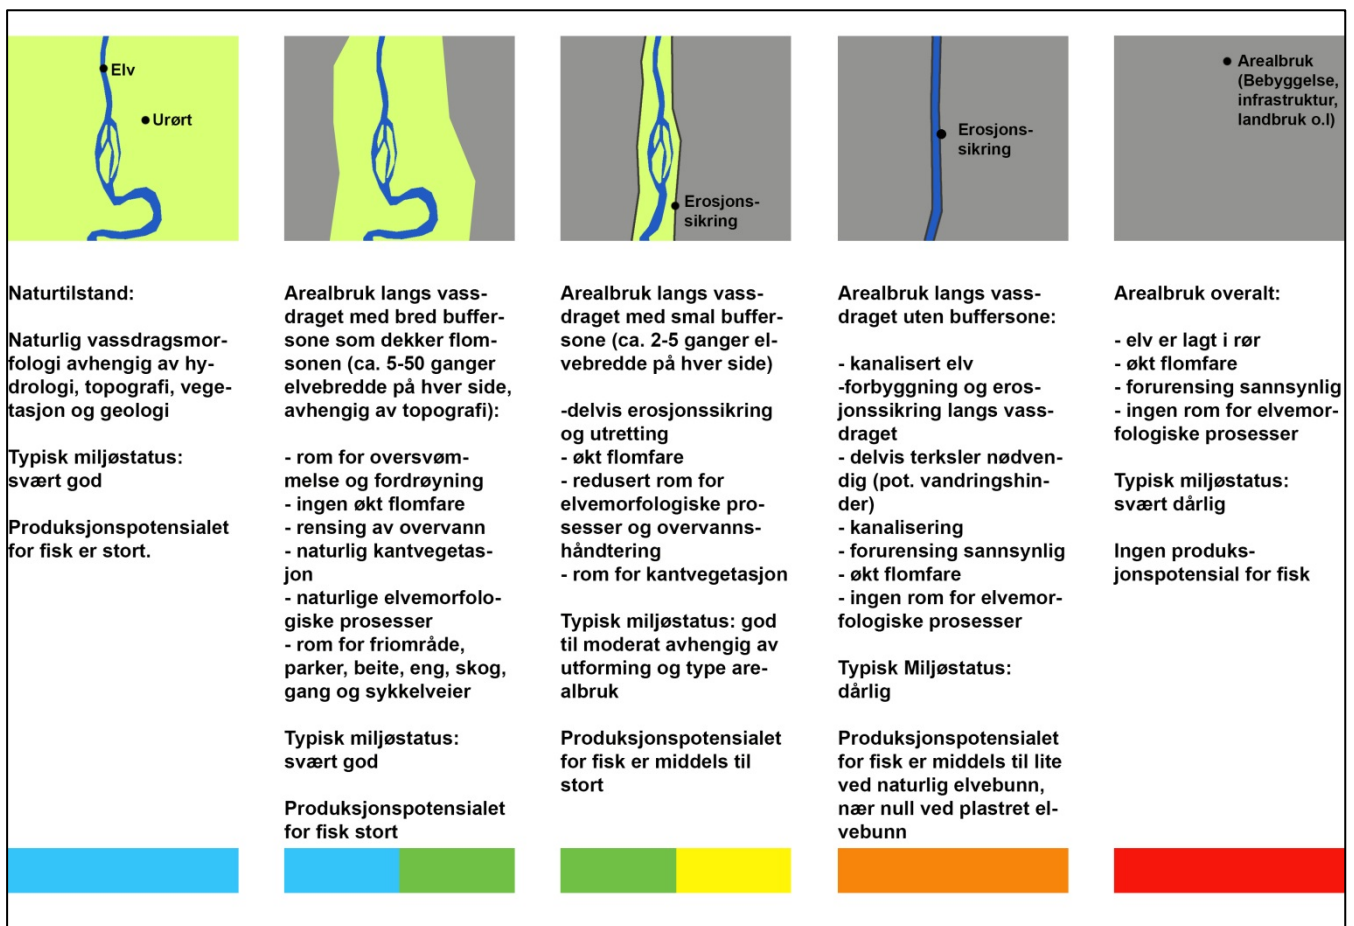 Elv
Urørt
Erosjons-
sikring
Erosjons-
sikring
Arealbruk
(Bebyggelse,
infrastruktur,
landbruk o.l)
Naturtilstand:
Naturlig vassdragsmor-
fologi avhengig av hy-
drologi, topografi, vege-
tasjon og geologi
Typisk miljøstatus:
svært god
Produksjonspotensialet
for fisk er stort.
Arealbruk langs vass-
draget med bred buffer-
sone som dekker flom-
sonen (ca. 5-50 ganger
elvebredde på hver side,
avhengig av topografi):
- rom for oversvøm-
melse og fordrøyning
- ingen økt flomfare
- rensing av overvann
- naturlig kantvegetas-
jon
- naturlige elvemorfolo-
giske prosesser
- rom for friområde,
parker, beite, eng, skog,
gang og sykkelveier
Typisk miljøstatus:
svært god
Produksjonspotensialet
for fisk stort
Arealbruk langs vass-
draget med smal buffer-
sone (ca. 2-5 ganger el-
vebredde på hver side)
-delvis erosjonssikring
og utretting
- økt flomfare
- redusert rom for
elvemorfologiske pro-
sesser og overvanns-
håndtering
- rom for kantvegetasjon
Typisk miljøstatus: god
til moderat avhengig av
utforming og type are-
albruk
Produksjonspotensialet
for fisk er middels til
stort
Arealbruk langs vass-
draget uten buffersone:
- kanalisert elv
-forbyggning og eros-
jonssikring langs vass-
draget
- delvis terksler nødven-
dig (pot. vandringshin-
der)
- kanalisering
- forurensing sannsynlig
- økt flomfare
- ingen rom for elvemor-
fologiske prosesser
Typisk Miljøstatus:
dårlig
Produksjonspotensialet
for fisk er middels til lite
ved naturlig elvebunn,
nær null ved plastret el-
vebunn
Arealbruk overalt:
- elv er lagt i rør
- økt flomfare
- forurensing sannsynlig
- ingen rom for elvemor-
fologiske prosesser
Typisk miljøstatus:
svært dårlig
Ingen produks-
jonspotensial for fisk